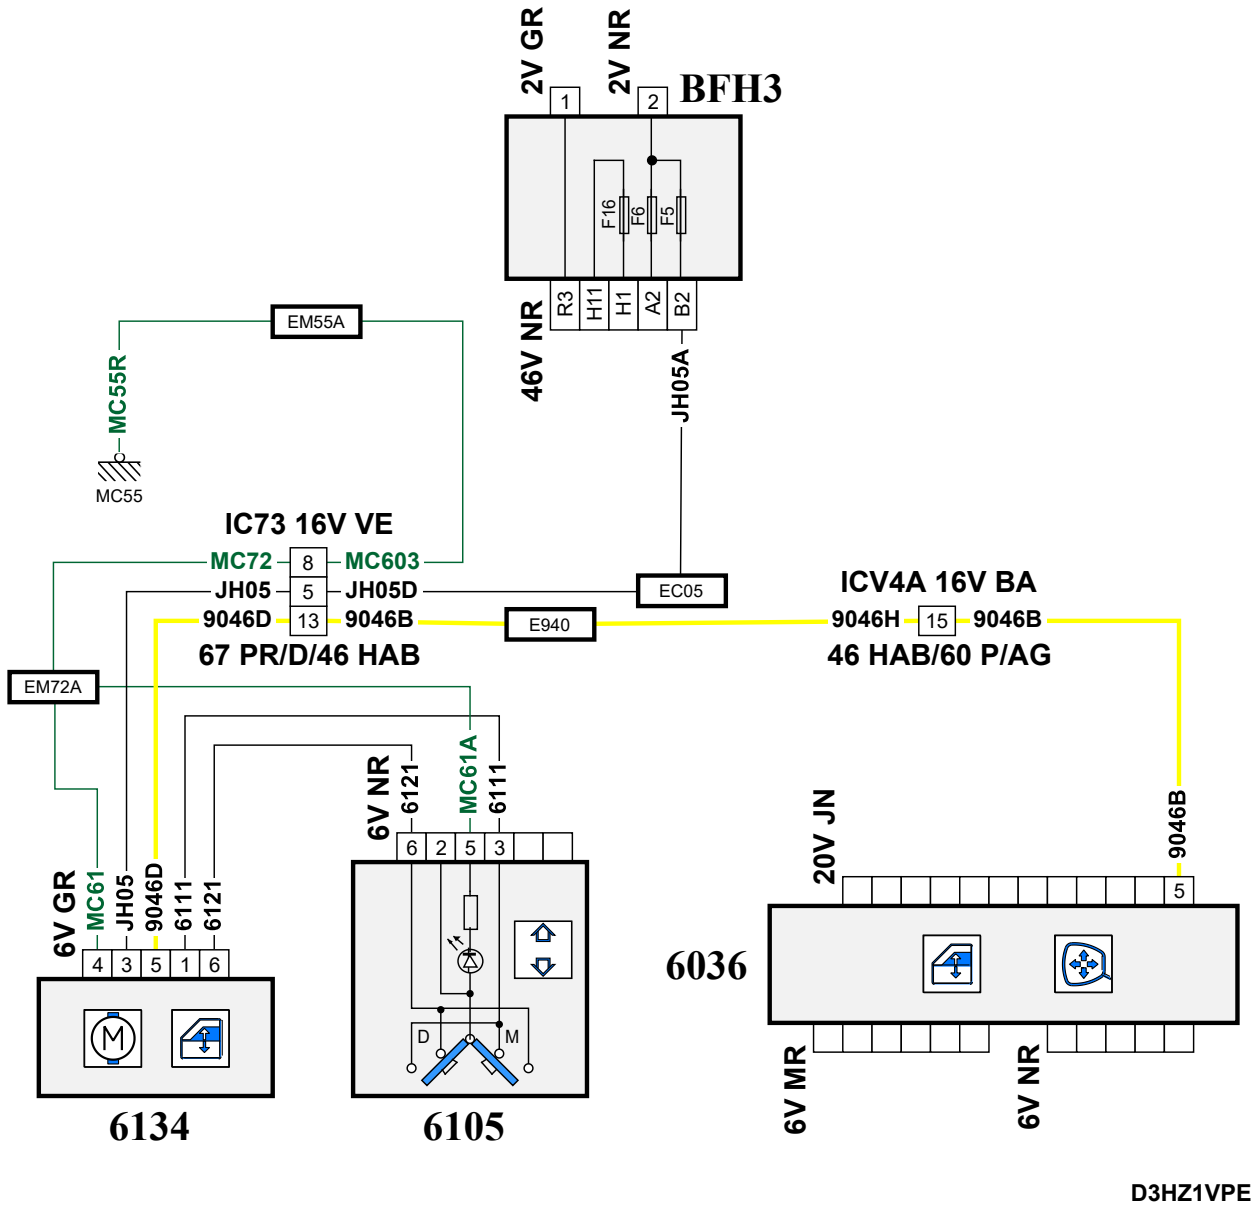 2V GR
2V NR
BFH3
1
2
F16
F6
F5
46V NR
R3
H11
H1
A2
B2
EM55A
MC55R
JH05A
MC55
IC73 16V VE
MC72 8 MC603
JH05 5 JH05D
9046D 13 9046B
67 PR/D/46 HAB
EC05
E940
ICV4A 16V BA
9046H 15 9046B
46 HAB/60 P/AG
EM72A
6V NR
6121
MC61A
6111
6 2 5 3
20V JN
9046B
5
6V GR
MC61
JH05
9046D
6111
6121
4 3 5 1 6
M
6134
D
M
6105
6036
6V MR
6V NR
D3HZ1VPE